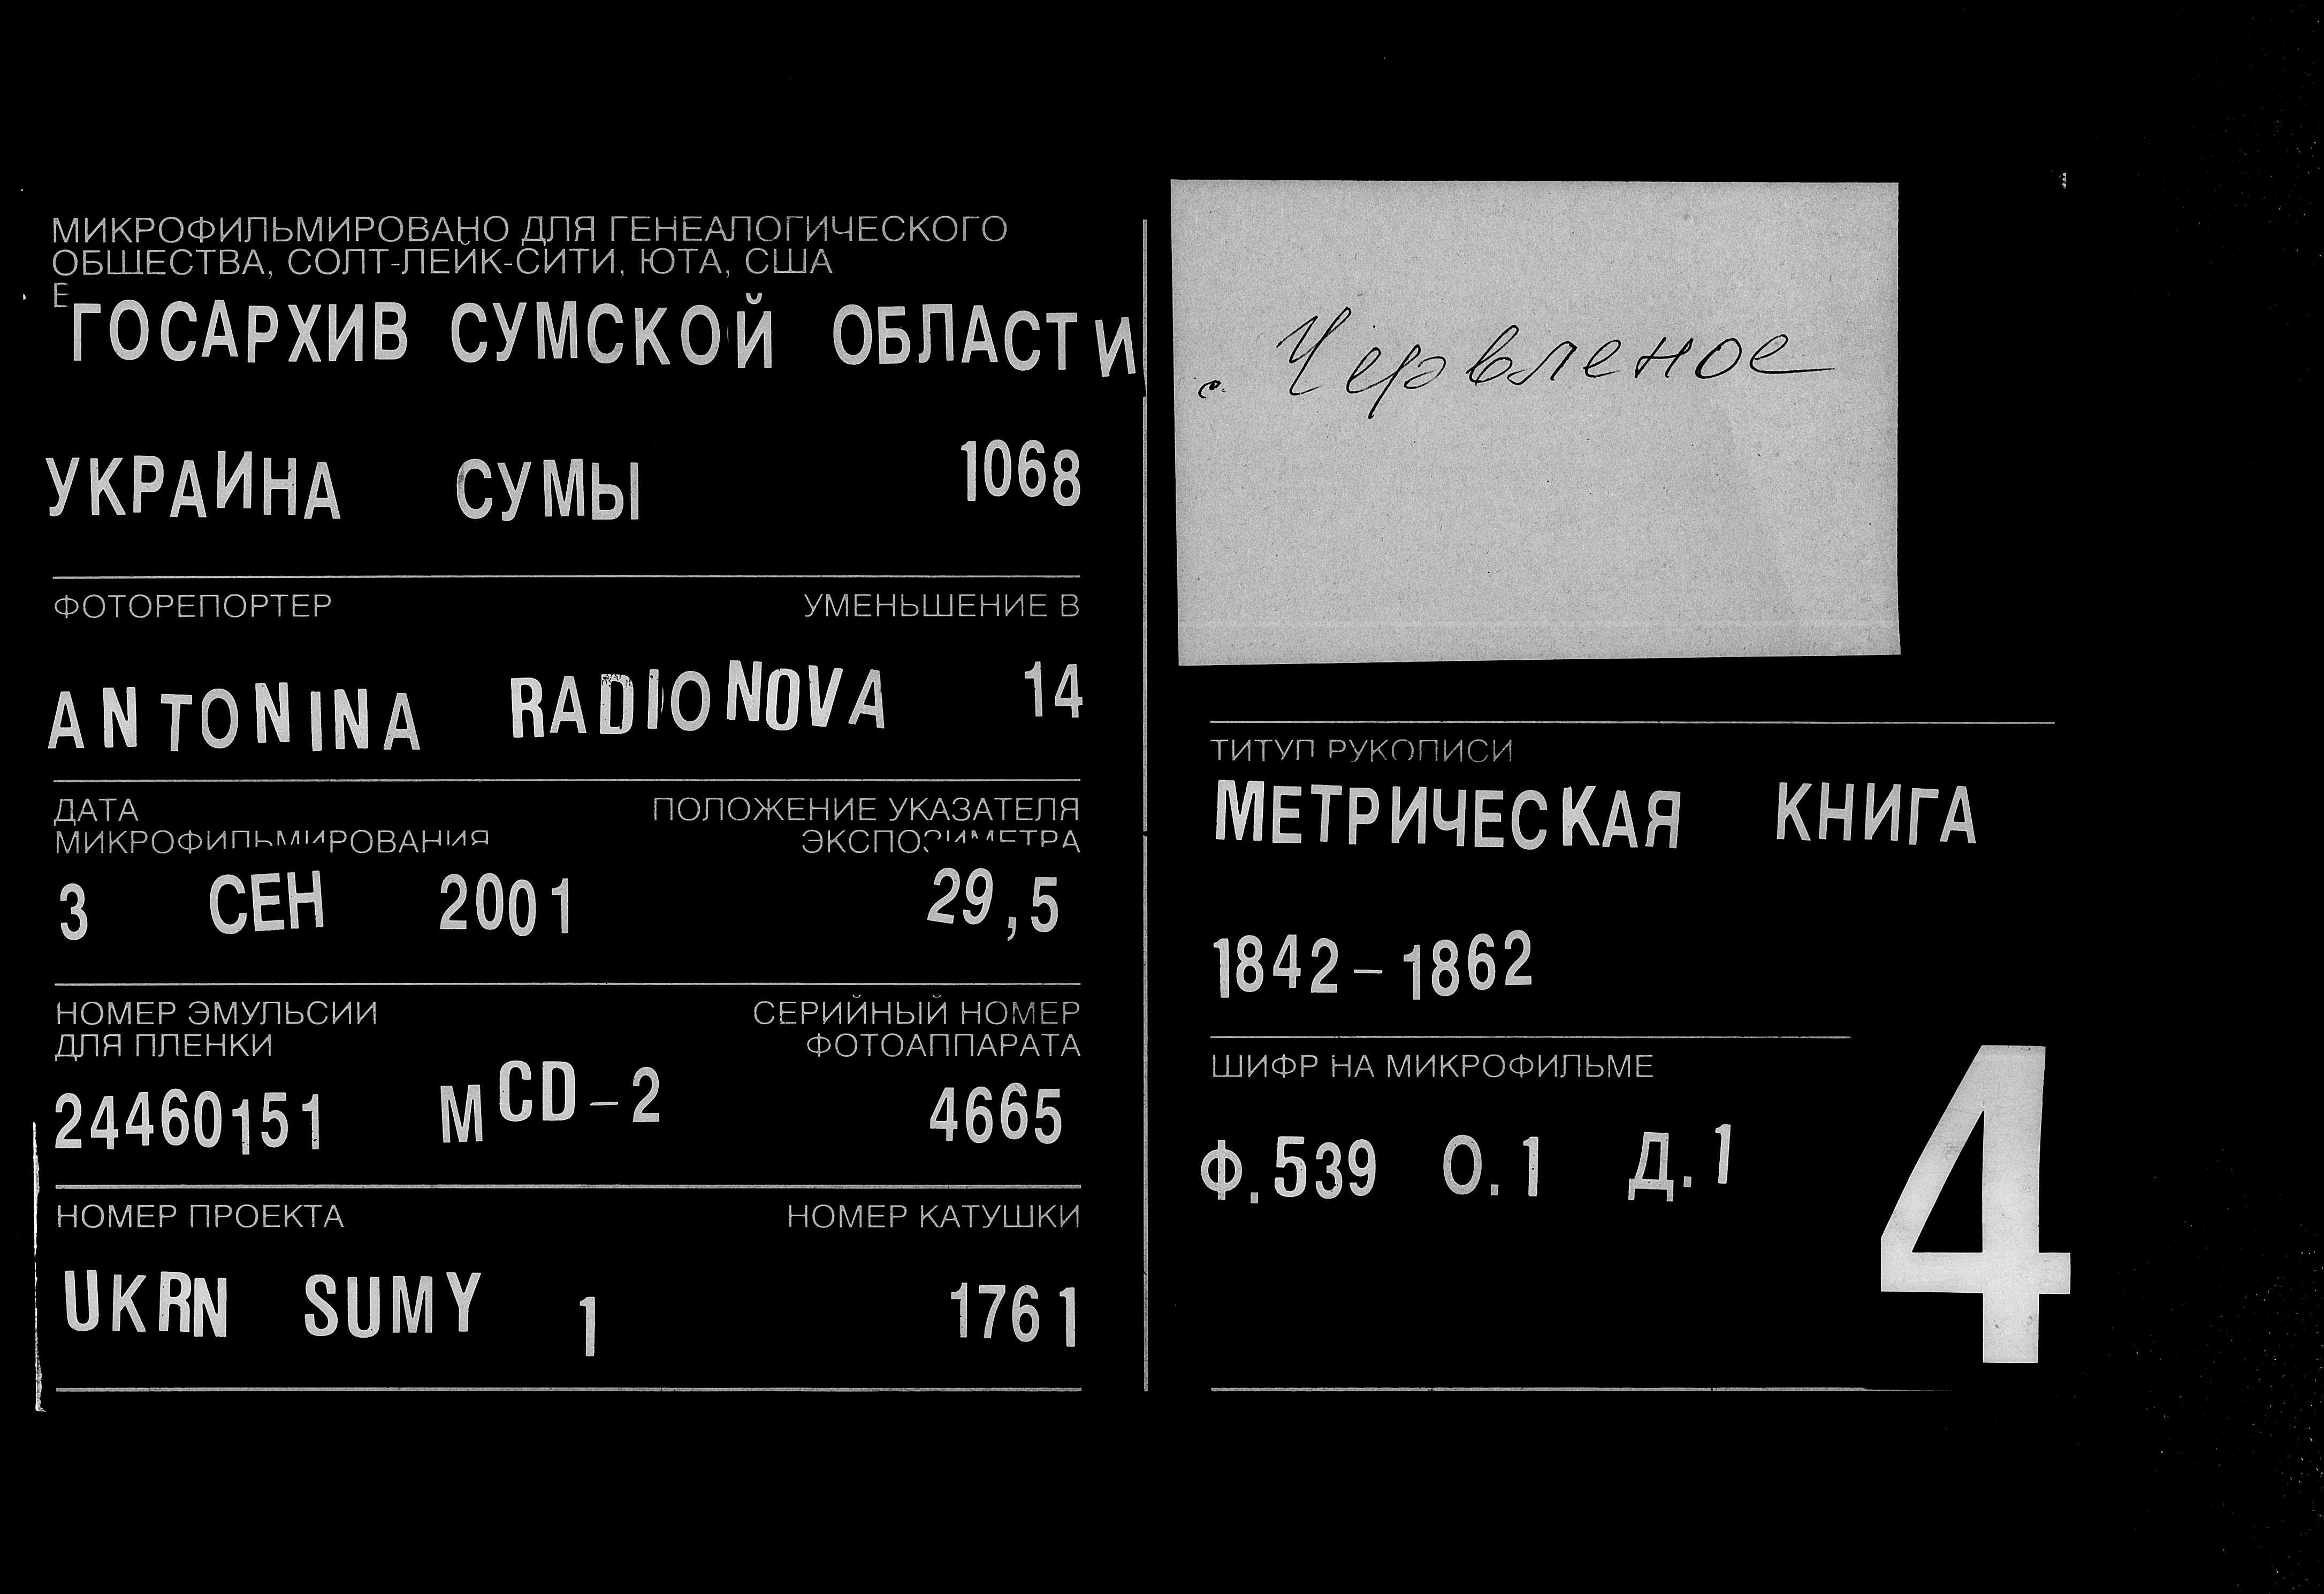 МИКРОФИЛЬМИРОВАНО ДЛЯ ГЕНЕАЛОГИЧЕСКОГО
ОБЩЕСТВА, СОЛТ-ЛЕЙК-СИТИ, ЮТА, США
Е
ГОСАРХИВ СУМСКОЙ ОБЛАСТИ
УКРАИНА СУМЫ 1068
ФОТОРЕПОРТЕР УМЕНЬШЕНИЕ В
ANTONINA RADIONOVA 14
ДАТА ПОЛОЖЕНИЕ УКАЗАТЕЛЯ
МИКРОФИЛЬМИРОВАНИЯ ЭКСПОЗИМЕТРА
3 СЕН 2001 29,5
НОМЕР ЭМУЛЬСИИ СЕРИЙНЫЙ НОМЕР
ДЛЯ ПЛЕНКИ ФОТОАППАРАТА
24460151 MCD-2 4665
НОМЕР ПРОЕКТА НОМЕР КАТУШКИ
UKRN SUMY 1 1761
с. Червленое
ТИТУЛ РУКОПИСИ
МЕТРИЧЕСКАЯ КНИГА
1842-1862
ШИФР НА МИКРОФИЛЬМЕ
Ф.539 О.1 Д.1
4